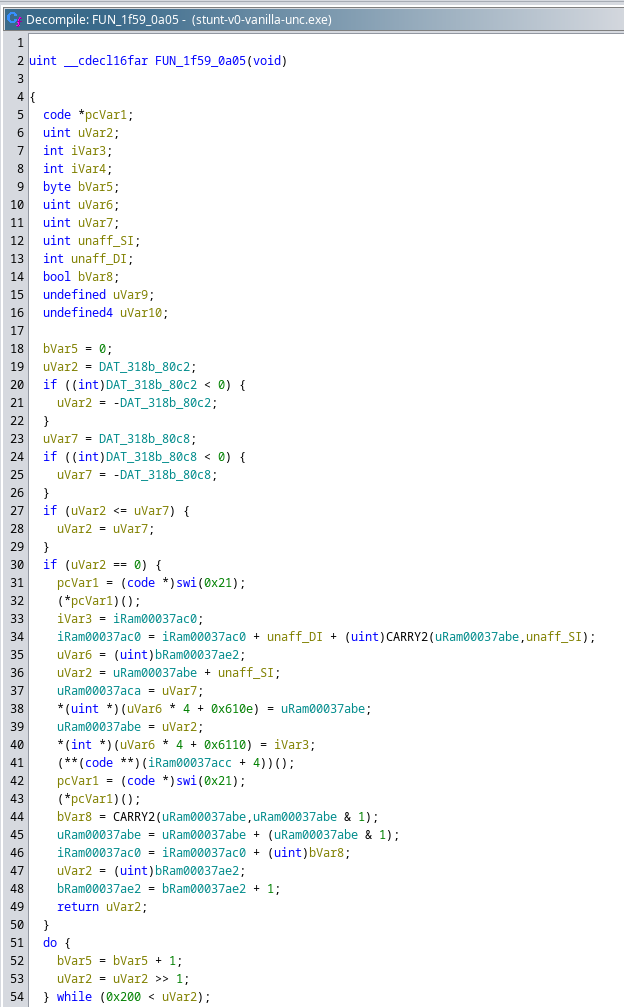 Decompile: FUN_1f59_0a05 - (stunt-v0-vanilla-unc.exe)
1
2 uint __cdecl16far FUN_1f59_0a05(void)
3
4 {
5 code *pcVar1;
6 uint uVar2;
7 int iVar3;
8 int iVar4;
9 byte bVar5;
10 uint uVar6;
11 uint uVar7;
12 uint unaff_SI;
13 int unaff_DI;
14 bool bVar8;
15 undefined uVar9;
16 undefined4 uVar10;
17
18 bVar5 = 0;
19 uVar2 = DAT_318b_80c2;
20 if ((int)DAT_318b_80c2 < 0) {
21 uVar2 = -DAT_318b_80c2;
22 }
23 uVar7 = DAT_318b_80c8;
24 if ((int)DAT_318b_80c8 < 0) {
25 uVar7 = -DAT_318b_80c8;
26 }
27 if (uVar2 <= uVar7) {
28 uVar2 = uVar7;
29 }
30 if (uVar2 == 0) {
31 pcVar1 = (code *)swi(0x21);
32 (*pcVar1)();
33 iVar3 = iRam00037ac0;
34 iRam00037ac0 = iRam00037ac0 + unaff_DI + (uint)CARRY2(uRam00037abe,unaff_SI);
35 uVar6 = (uint)bRam00037ae2;
36 uVar2 = uRam00037abe + unaff_SI;
37 uRam00037aca = uVar7;
38 *(uint *)(uVar6 * 4 + 0x610e) = uRam00037abe;
39 uRam00037abe = uVar2;
40 *(int *)(uVar6 * 4 + 0x6110) = iVar3;
41 (**(code **)(iRam00037acc + 4))();
42 pcVar1 = (code *)swi(0x21);
43 (*pcVar1)();
44 bVar8 = CARRY2(uRam00037abe,uRam00037abe & 1);
45 uRam00037abe = uRam00037abe + (uRam00037abe & 1);
46 iRam00037ac0 = iRam00037ac0 + (uint)bVar8;
47 uVar2 = (uint)bRam00037ae2;
48 bRam00037ae2 = bRam00037ae2 + 1;
49 return uVar2;
50 }
51 do {
52 bVar5 = bVar5 + 1;
53 uVar2 = uVar2 >> 1;
54 } while (0x200 < uVar2);